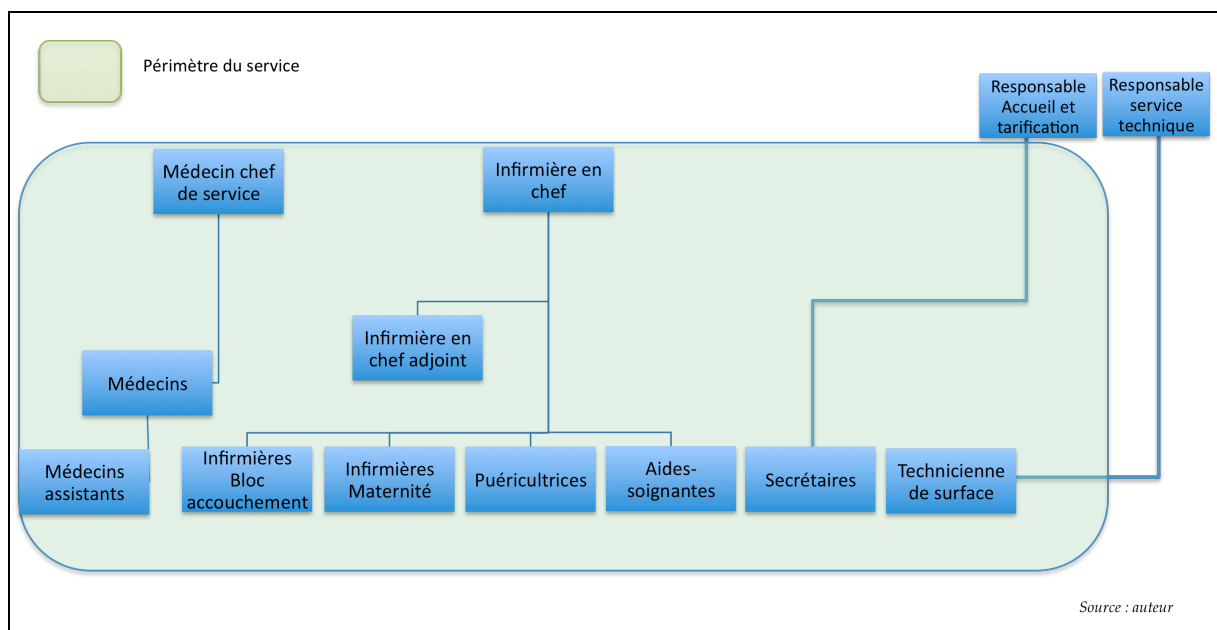 Périmètre du service
Responsable
Accueil et
tarification
Responsable
service
technique
Médecin chef
de service
Infirmière en
chef
Infirmière en
chef adjoint
Médecins
Médecins
assistants
Infirmières
Bloc
accouchement
Infirmières
Maternité
Puéricultrices
Aides-
soignantes
Secrétaires
Technicienne
de surface
Source : auteur